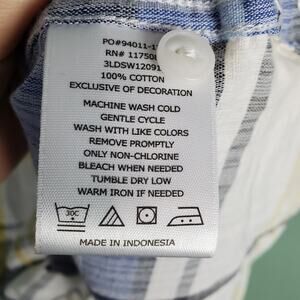 PO#94011-1
RN# 11750
3LDSW12091
100% COTTON
EXCLUSIVE OF DECORATION
MACHINE WASH COLD
GENTLE CYCLE
WASH WITH LIKE COLORS
REMOVE PROMPTLY
ONLY NON-CHLORINE
BLEACH WHEN NEEDED
TUMBLE DRY LOW
WARM IRON IF NEEDED
30C
MADE IN INDONESIA